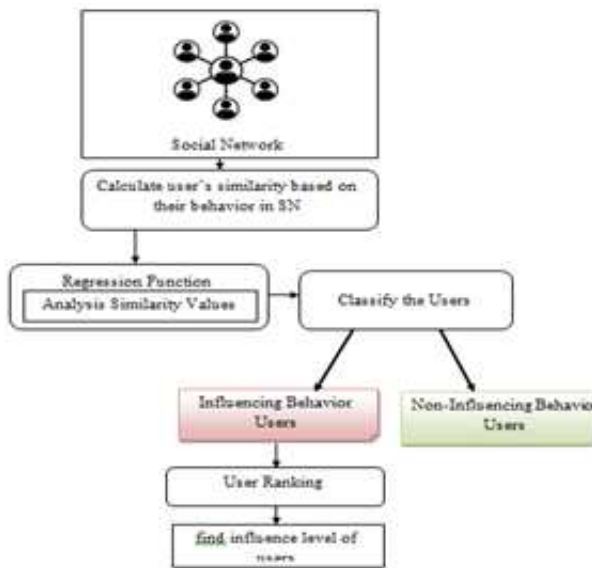 Social Network
Calculate user's similarity based on
their behavior in SN
Regression Function
Analysis Similarity Values
Classify the Users
Influencing Behavior
Users
Non-Influencing Behavior
Users
User Ranking
find influence level of
users